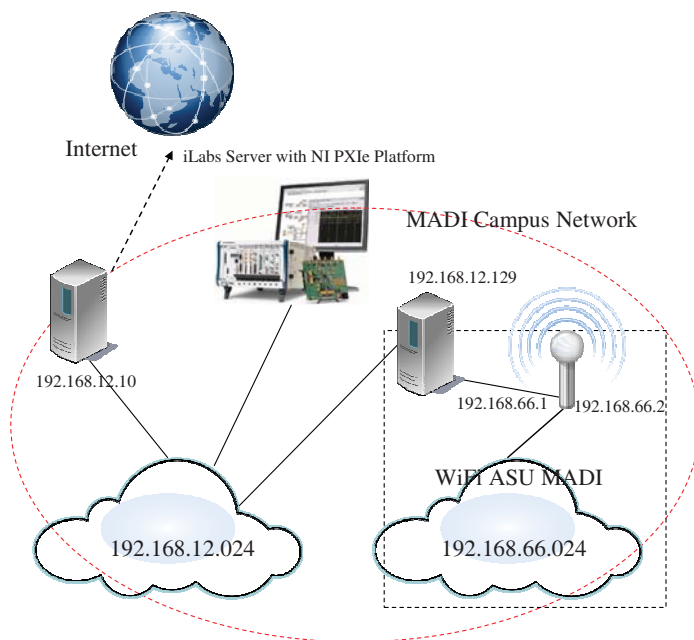 Internet
iLabs Server with NI PXIe Platform
MADI Campus Network
192.168.12.129
192.168.12.10
192.168.66.1
192.168.66.2
WiFi ASU MADI
192.168.12.024
192.168.66.024